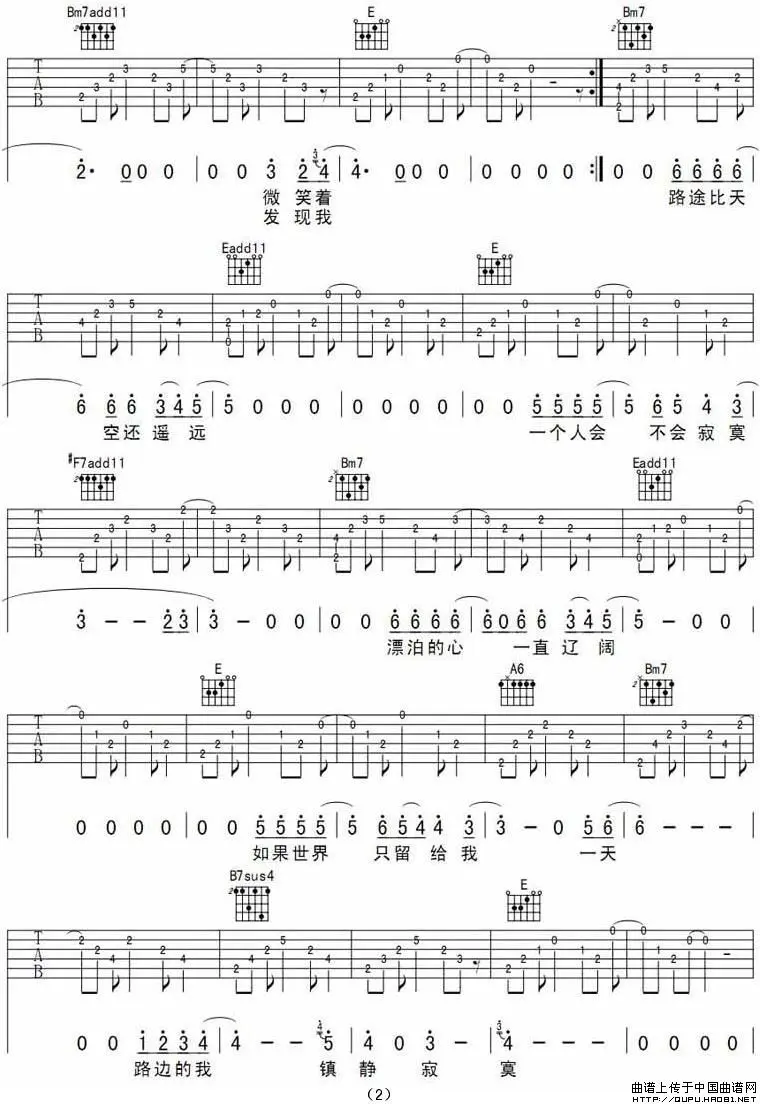 Bm7add11 E Bm7
2· 0 0 0 0 0 3 2 4 4· 0 0 0 0 0 0 0 0 0 6 6 6 6
微 笑 着 路 途 比 天
发 现 我
Eadd11 E
6 6 6 3 4 5 5 0 0 0 0 0 0 0 0 0 5 5 5 5 5 6 5 4 3
空 还 遥 远 一 个 人 会 不 会 寂 寞
#F7add11 Bm7 Eadd11
3 - - 2 3 3 - 0 0 0 0 6 6 6 6 6 0 6 6 3 4 5 5 - 0 0
漂 泊 的 心 一 直 辽 阔
E A6 Bm7
0 0 0 0 0 0 5 5 5 5 5 6 5 4 4 3 3 - 0 5 6 6 - - -
如 果 世 界 只 留 给 我 一 天
B7sus4 E
0 0 1 2 3 4 4 - - 5 4 0 3 - 4 - 0 0 0 0 0 0
路 边 的 我 镇 静 寂 寞
(2)
曲谱上传于中国曲谱网
HTTP://QUPU.HAO81.NET